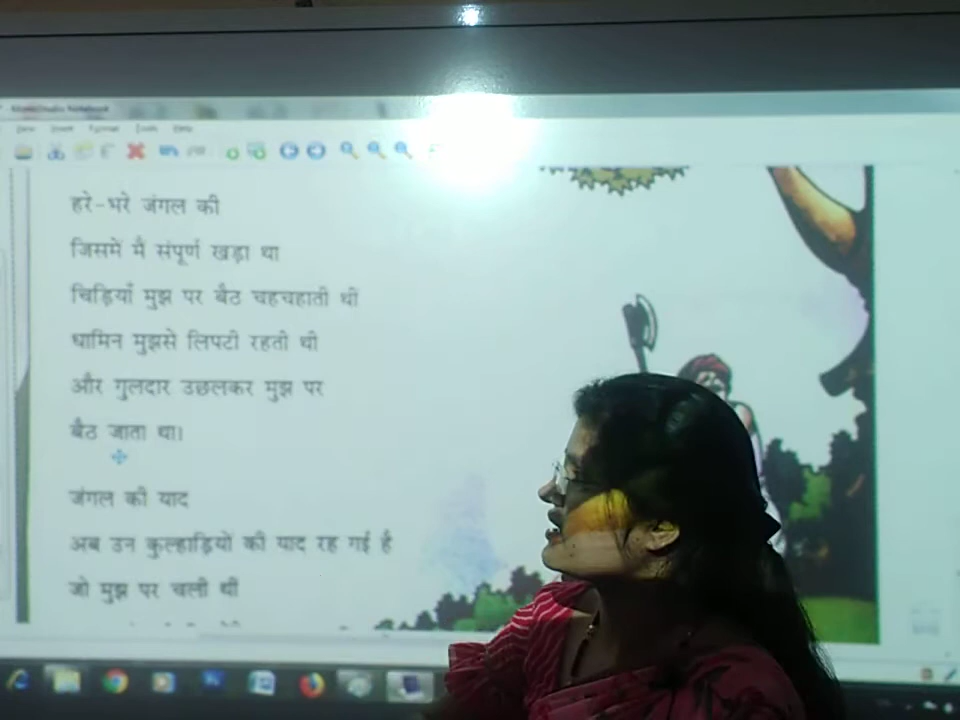 हरे-भरे जंगल की
जिसमें मैं संपूर्ण खड़ा था
चिड़ियाँ मुझ पर बैठ चहचहाती थीं
धामिन मुझसे लिपटी रहती थी
और गुलदार उछलकर मुझ पर
बैठ जाता था।
जंगल की याद
अब उन कुल्हाड़ियों की याद रह गई है
जो मुझ पर चली थीं